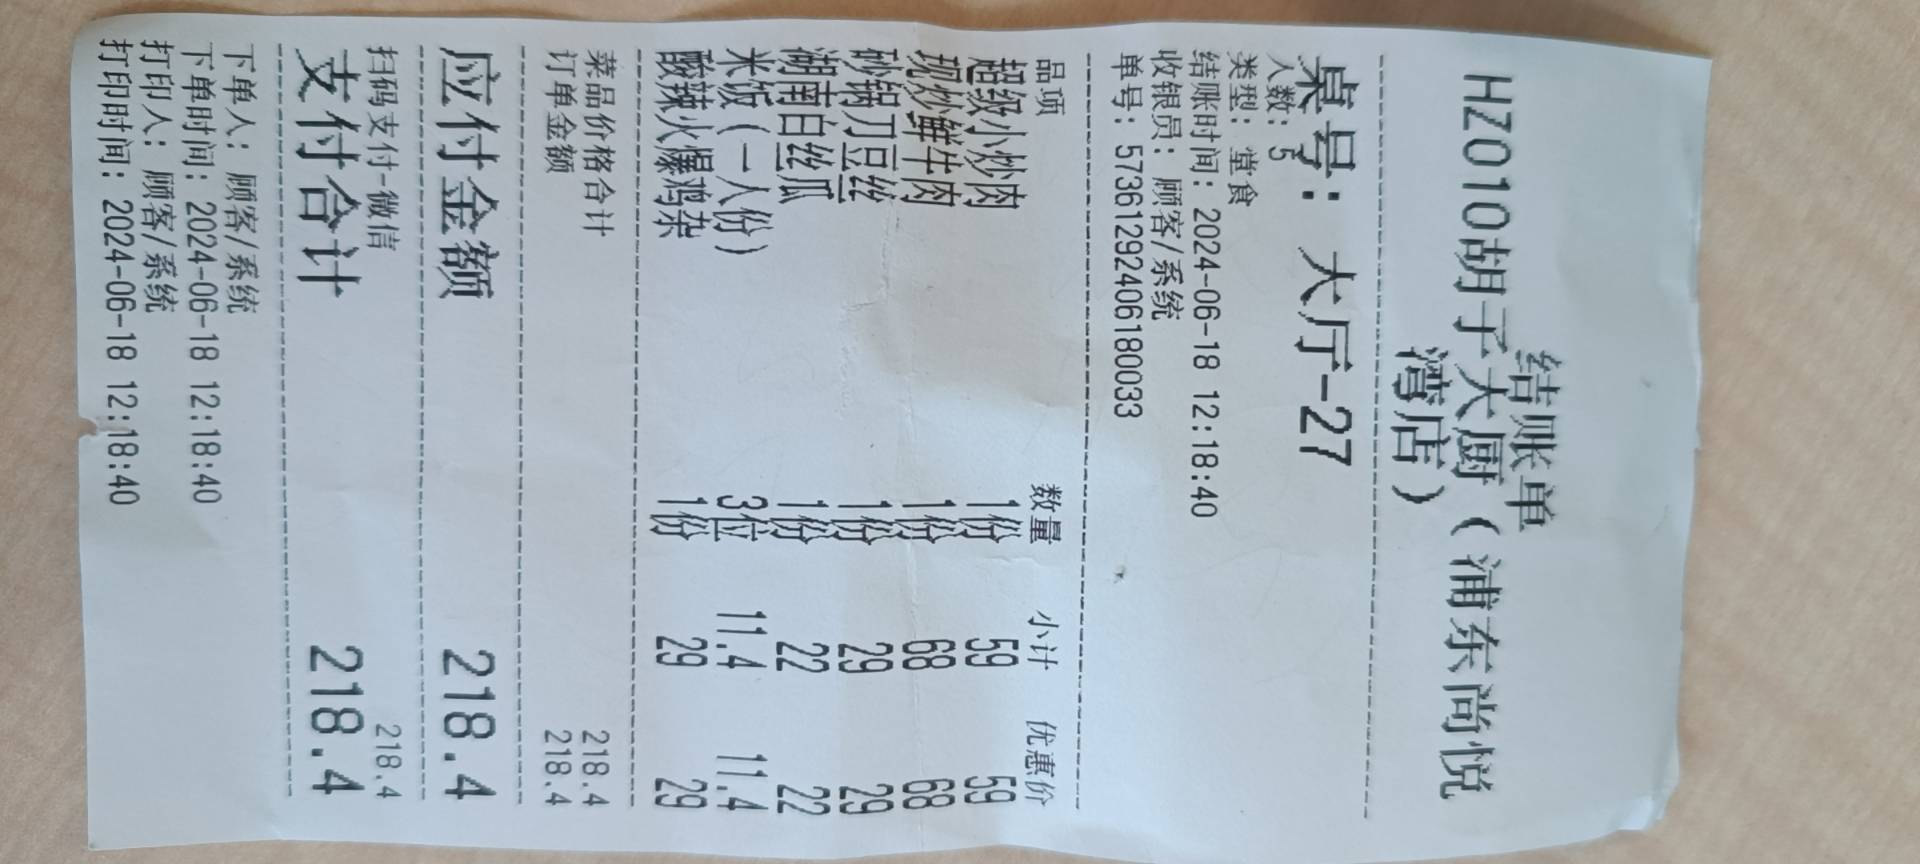 结账单
HZ010胡子大厨（浦东尚悦
湾店）
桌号：大厅-27
人数：5
类型：堂食
结账时间：2024-06-18 12:18:40
收银员：顾客/系统
单号：57361292406180033
品项 数量 小计 优惠价
超级小炒肉 1份 59 59
现炒鲜牛肉 1份 68 68
砂锅刀豆丝 1份 29 29
湖南白丝瓜 1份 22 22
米饭（一人份） 3位 11.4 11.4
酸辣火爆鸡杂 1份 29 29
菜品价格合计 218.4
订单金额 218.4
应付金额 218.4
扫码支付-微信 218.4
支付合计 218.4
下单人：顾客/系统
下单时间：2024-06-18 12:18:40
打印人：顾客/系统
打印时间：2024-06-18 12:18:40